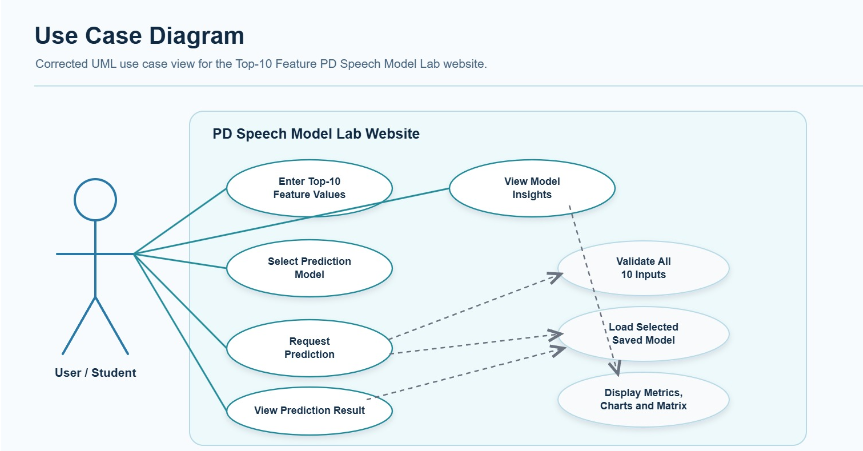 Use Case Diagram
Corrected UML use case view for the Top-10 Feature PD Speech Model Lab website.
PD Speech Model Lab Website
Enter Top-10
Feature Values
View Model
Insights
Select Prediction
Model
Validate All
10 Inputs
Request
Prediction
Load Selected
Saved Model
User / Student
View Prediction Result
Display Metrics,
Charts and Matrix